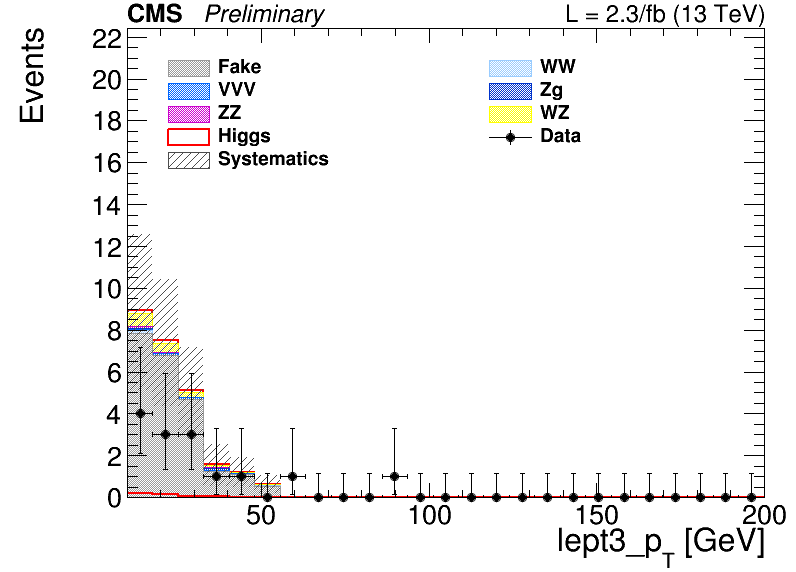 CMS Preliminary L = 2.3/fb (13 TeV)
Events
22
20
18
16
14
12
10
8
6
4
2
0
Fake
VVV
ZZ
Higgs
Systematics
WW
Zg
WZ
Data
50 100 150 200
lept3_p_T [GeV]